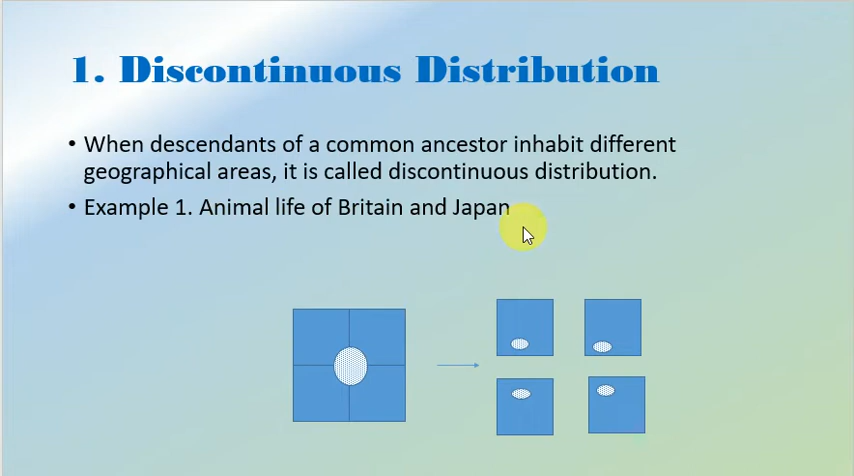 1. Discontinuous Distribution
• When descendants of a common ancestor inhabit different
geographical areas, it is called discontinuous distribution.
• Example 1. Animal life of Britain and Japan